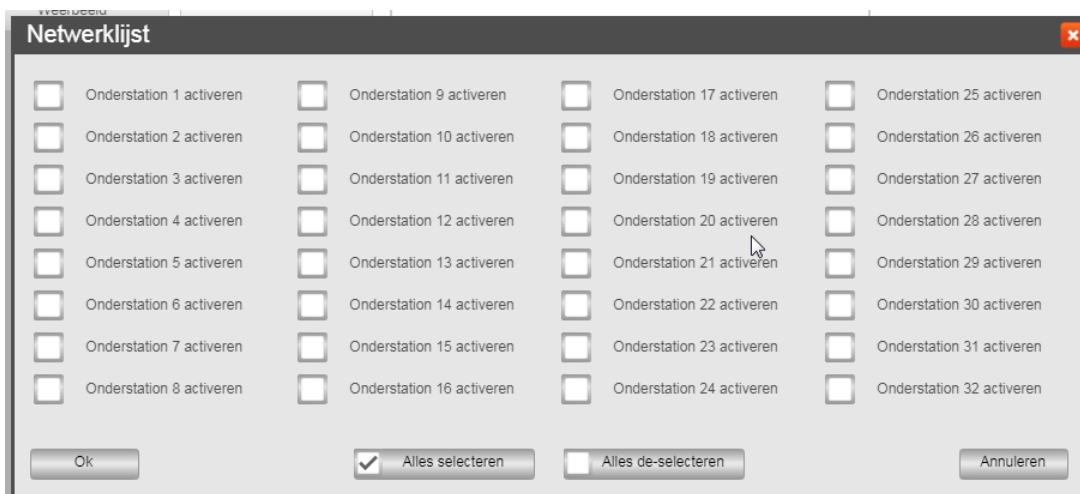 Weerbeeld
Netwerklijst
Onderstation 1 activeren
Onderstation 2 activeren
Onderstation 3 activeren
Onderstation 4 activeren
Onderstation 5 activeren
Onderstation 6 activeren
Onderstation 7 activeren
Onderstation 8 activeren
Onderstation 9 activeren
Onderstation 10 activeren
Onderstation 11 activeren
Onderstation 12 activeren
Onderstation 13 activeren
Onderstation 14 activeren
Onderstation 15 activeren
Onderstation 16 activeren
Onderstation 17 activeren
Onderstation 18 activeren
Onderstation 19 activeren
Onderstation 20 activeren
Onderstation 21 activeren
Onderstation 22 activeren
Onderstation 23 activeren
Onderstation 24 activeren
Onderstation 25 activeren
Onderstation 26 activeren
Onderstation 27 activeren
Onderstation 28 activeren
Onderstation 29 activeren
Onderstation 30 activeren
Onderstation 31 activeren
Onderstation 32 activeren
Ok
Alles selecteren
Alles de-selecteren
Annuleren